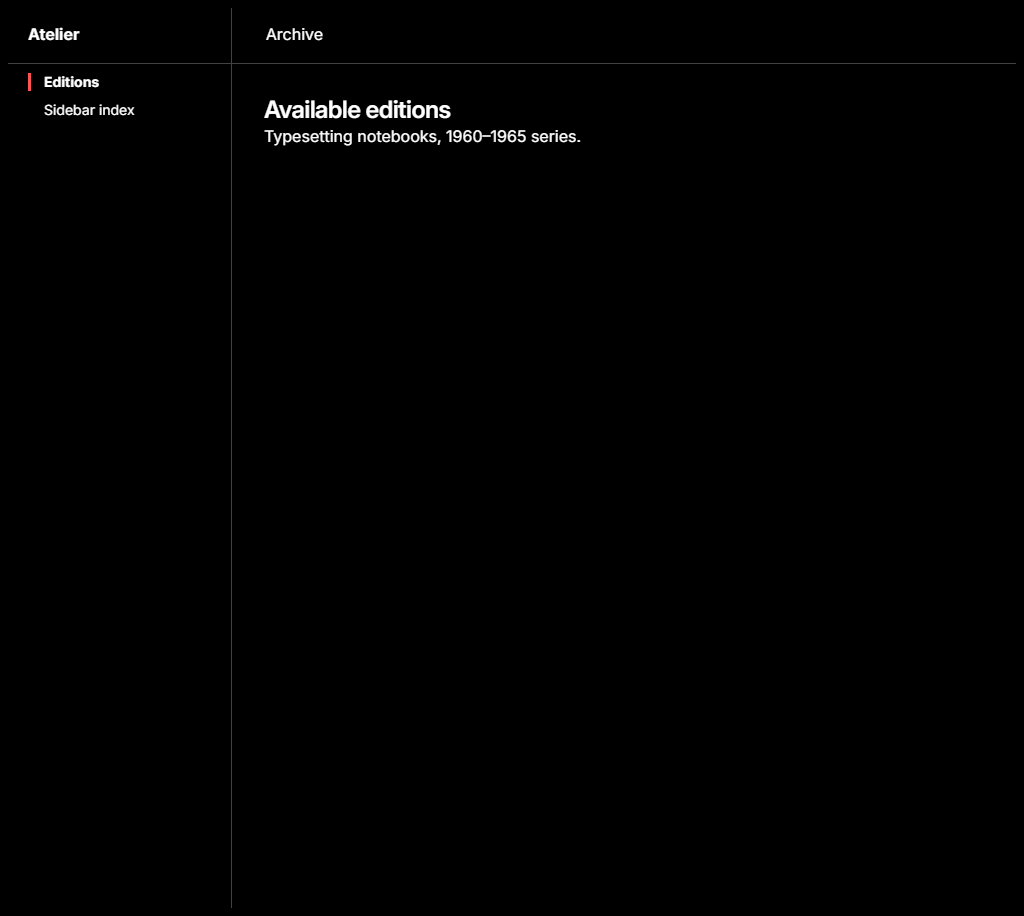 Atelier
Archive
Editions
Sidebar index
Available editions
Typesetting notebooks, 1960–1965 series.